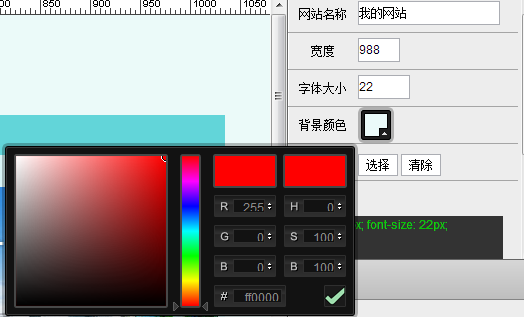 900 950 1000 1050
网站名称 我的网站
宽度 988
字体大小 22
背景颜色
选择 清除
x; font-size: 22px;
R 255 H 0
G 0 S 100
B 0 B 100
# ff0000